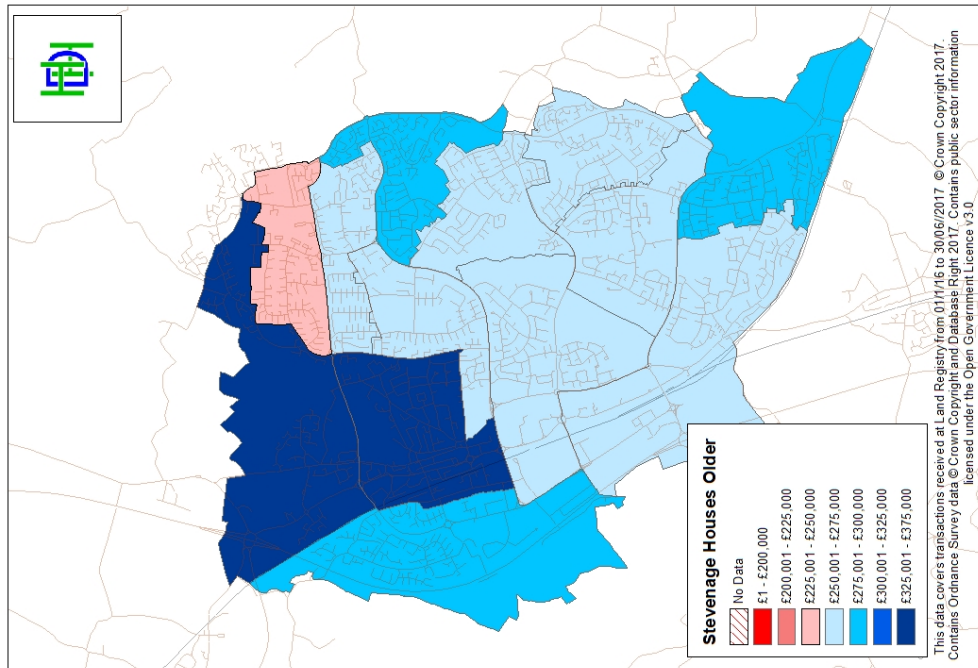 Stevenage Houses Older
No Data
£1 - £200,000
£200,001 - £225,000
£225,001 - £250,000
£250,001 - £275,000
£275,001 - £300,000
£300,001 - £325,000
£325,001 - £375,000
This data covers transactions received at Land Registry from 01/1/16 to 30/06//2017 © Crown Copyright 2017.
Contains Ordnance Survey data © Crown Copyright and Database Right 2017. Contains public sector information
licensed under the Open Government Licence v3.0